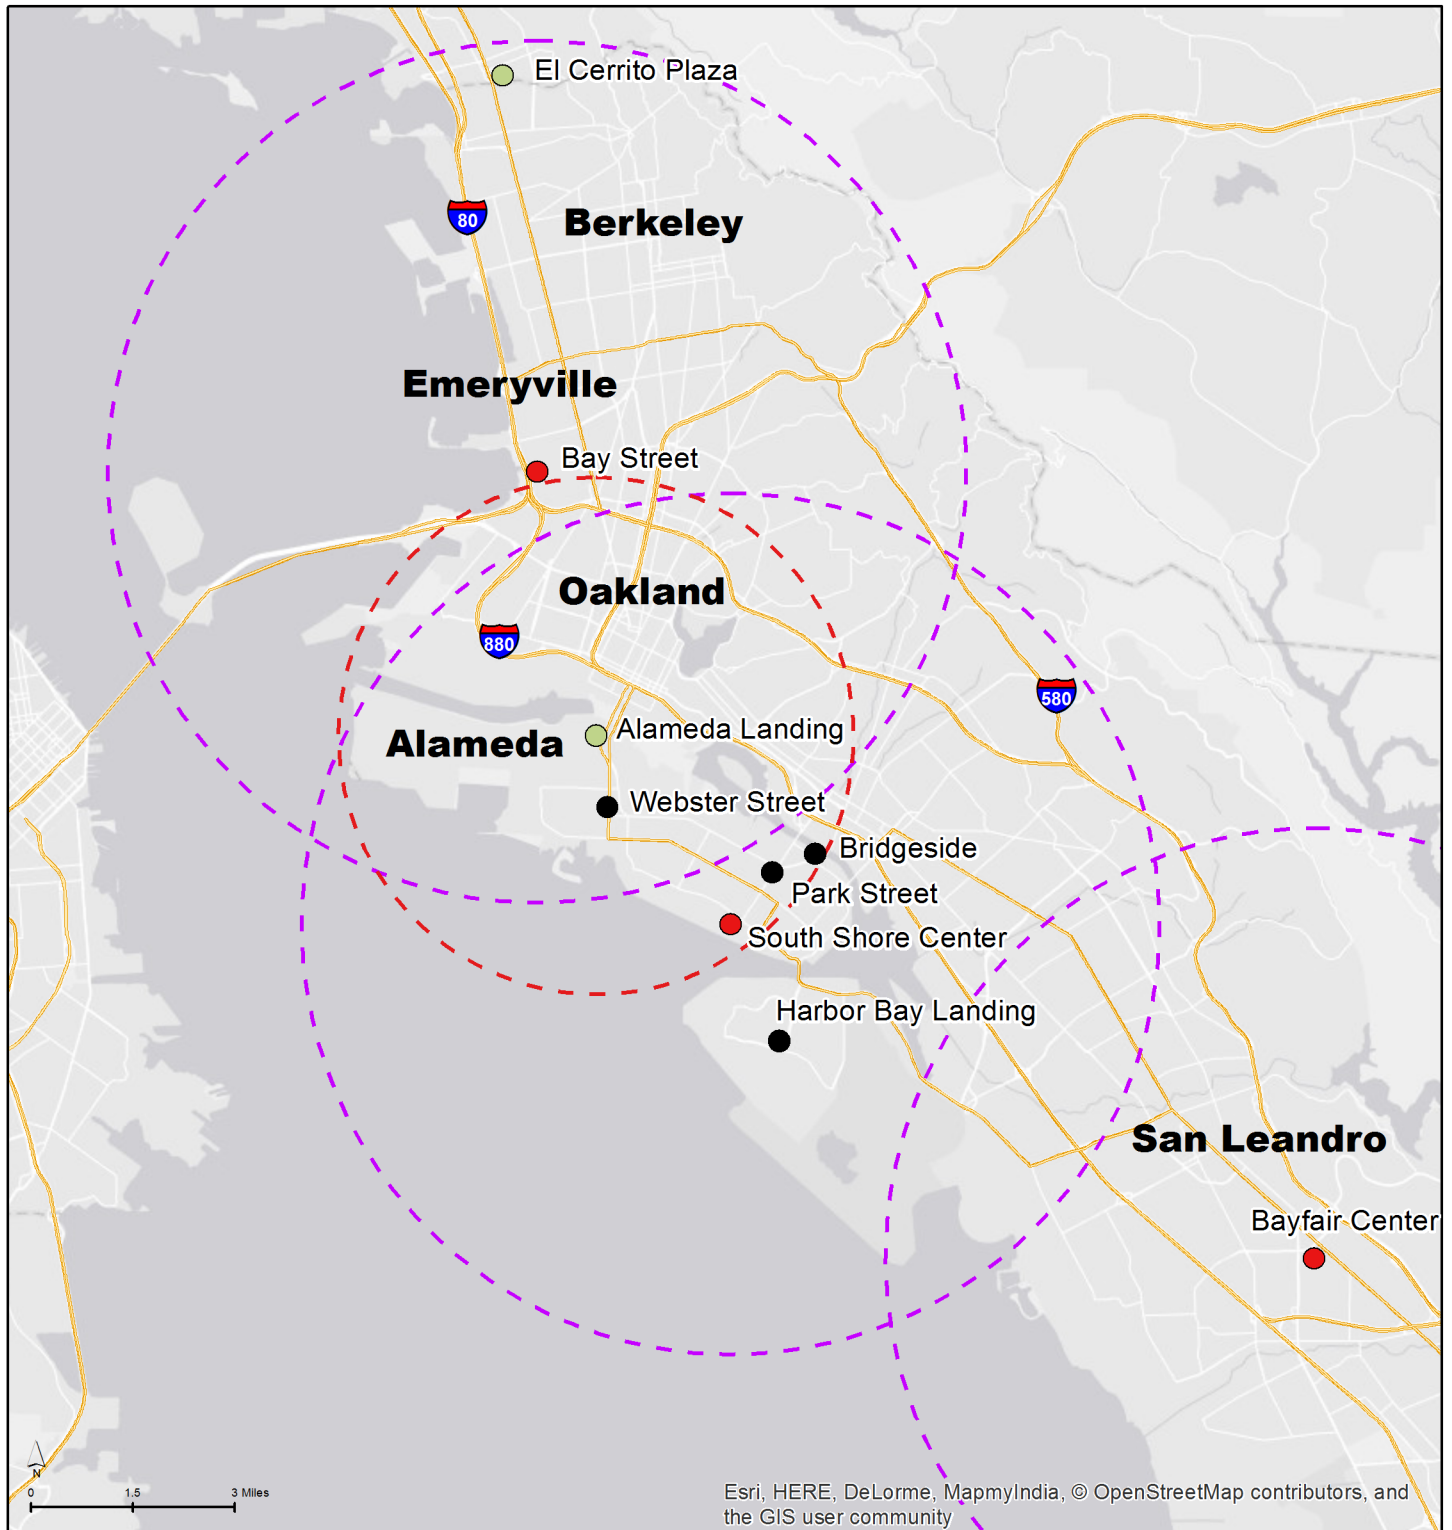 El Cerrito Plaza
80
Berkeley
Emeryville
Bay Street
Oakland
880
580
Alameda Landing
Alameda
Webster Street
Bridgeside
Park Street
South Shore Center
Harbor Bay Landing
San Leandro
Bayfair Center
N
0 1.5 3 Miles
Esri, HERE, DeLorme, MapmyIndia, © OpenStreetMap contributors, and
the GIS user community